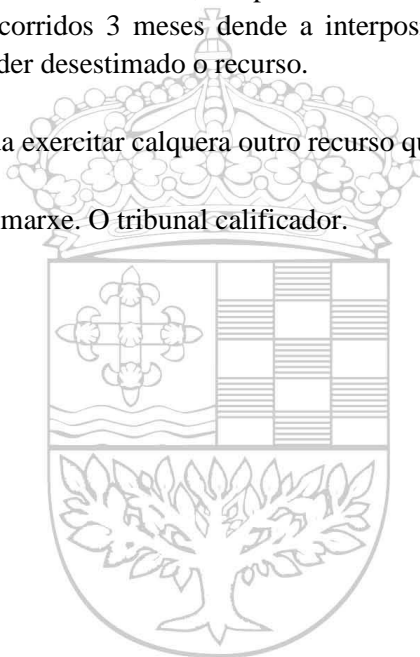 corridos 3 meses dende a interpos
der desestimado o recurso.
a exercitar calquera outro recurso qu
marxe. O tribunal calificador.